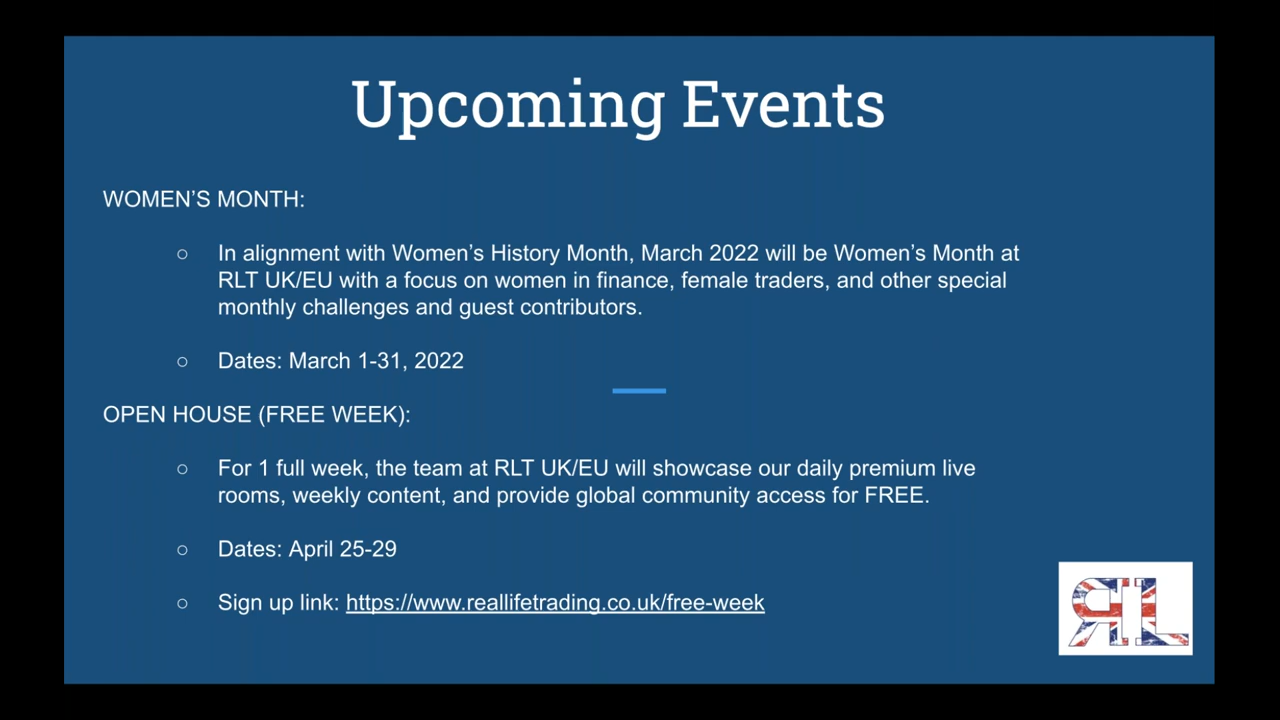 Upcoming Events
WOMEN’S MONTH:
○ In alignment with Women’s History Month, March 2022 will be Women’s Month at
RLT UK/EU with a focus on women in finance, female traders, and other special
monthly challenges and guest contributors.
○ Dates: March 1-31, 2022
OPEN HOUSE (FREE WEEK):
○ For 1 full week, the team at RLT UK/EU will showcase our daily premium live
rooms, weekly content, and provide global community access for FREE.
○ Dates: April 25-29
○ Sign up link: https://www.reallifetrading.co.uk/free-week
RL